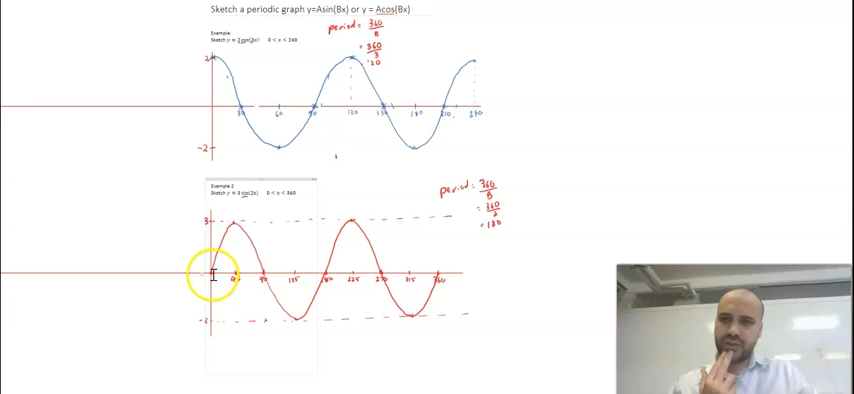 Sketch a periodic graph y=Asin(Bx) or y = Acos(Bx)
period = 360
B
= 360
3
120
Example:
Sketch y = 2 cos(3x) 0 < x < 240
2
30 60 90 120 150 180 210 240
-2
Example 2
Sketch y = 3 sin(2x) 0 < x < 360
period = 360
B
= 360
2
= 180
3
45 90 135 180 225 270 315 360
-3